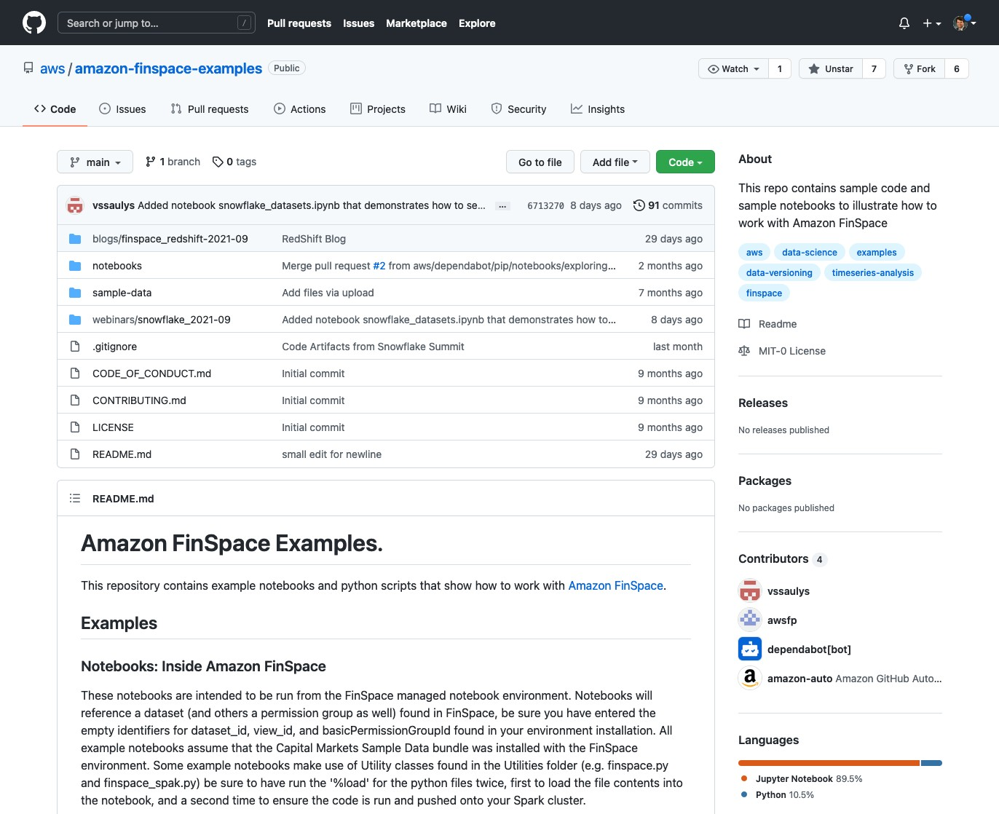 Search or jump to... /
Pull requests Issues Marketplace Explore
aws / amazon-finspace-examples Public
Watch 1 Unstar 7 Fork 6
Code Issues Pull requests Actions Projects Wiki Security Insights
main 1 branch 0 tags Go to file Add file Code
vssaulys Added notebook snowflake_datasets.ipynb that demonstrates how to se... ... 6713270 8 days ago 91 commits
blogs/finspace_redshift-2021-09 RedShift Blog 29 days ago
notebooks Merge pull request #2 from aws/dependabot/pip/notebooks/exploring... 2 months ago
sample-data Add files via upload 7 months ago
webinars/snowflake_2021-09 Added notebook snowflake_datasets.ipynb that demonstrates how to... 8 days ago
.gitignore Code Artifacts from Snowflake Summit last month
CODE_OF_CONDUCT.md Initial commit 9 months ago
CONTRIBUTING.md Initial commit 9 months ago
LICENSE Initial commit 9 months ago
README.md small edit for newline 29 days ago
README.md
Amazon FinSpace Examples.
This repository contains example notebooks and python scripts that show how to work with Amazon FinSpace.
Examples
Notebooks: Inside Amazon FinSpace
These notebooks are intended to be run from the FinSpace managed notebook environment. Notebooks will
reference a dataset (and others a permission group as well) found in FinSpace, be sure you have entered the
empty identifiers for dataset_id, view_id, and basicPermissionGroupId found in your environment installation. All
example notebooks assume that the Capital Markets Sample Data bundle was installed with the FinSpace
environment. Some example notebooks make use of Utility classes found in the Utilities folder (e.g. finspace.py
and finspace_spak.py) be sure to have run the '%load' for the python files twice, first to load the file contents into
the notebook, and a second time to ensure the code is run and pushed onto your Spark cluster.
About
This repo contains sample code and
sample notebooks to illustrate how to
work with Amazon FinSpace
aws data-science examples
data-versioning timeseries-analysis
finspace
Readme
MIT-0 License
Releases
No releases published
Packages
No packages published
Contributors 4
vssaulys
awsfp
dependabot[bot]
a
amazon-auto Amazon GitHub Auto...
Languages
Jupyter Notebook 89.5%
Python 10.5%